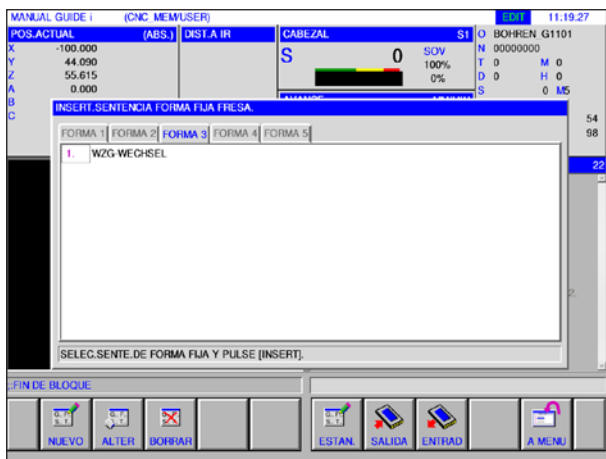 MANUAL GUIDE i (CNC_MEM/USER) EDIT 11:19.27
POS.ACTUAL (ABS.) DIST.A IR CABEZAL S1 O BOHREN G1101
X -100.000 S 0 SOV N 00000000
Y 44.090 100% T 0 M 0
Z 55.615 0% D 0 H 0
A 0.000 S 0 M5
B
C
INSERT.SENTENCIA FORMA FIJA FRESA.
54
98
FORMA 1 FORMA 2 FORMA 3 FORMA 4 FORMA 5
1. WZG-WECHSEL
22
2.
SELEC.SENTE.DE FORMA FIJA Y PULSE [INSERT].
;:FIN DE BLOQUE
NUEVO ALTER BORRAR ESTAN. SALIDA ENTRAD A MENU